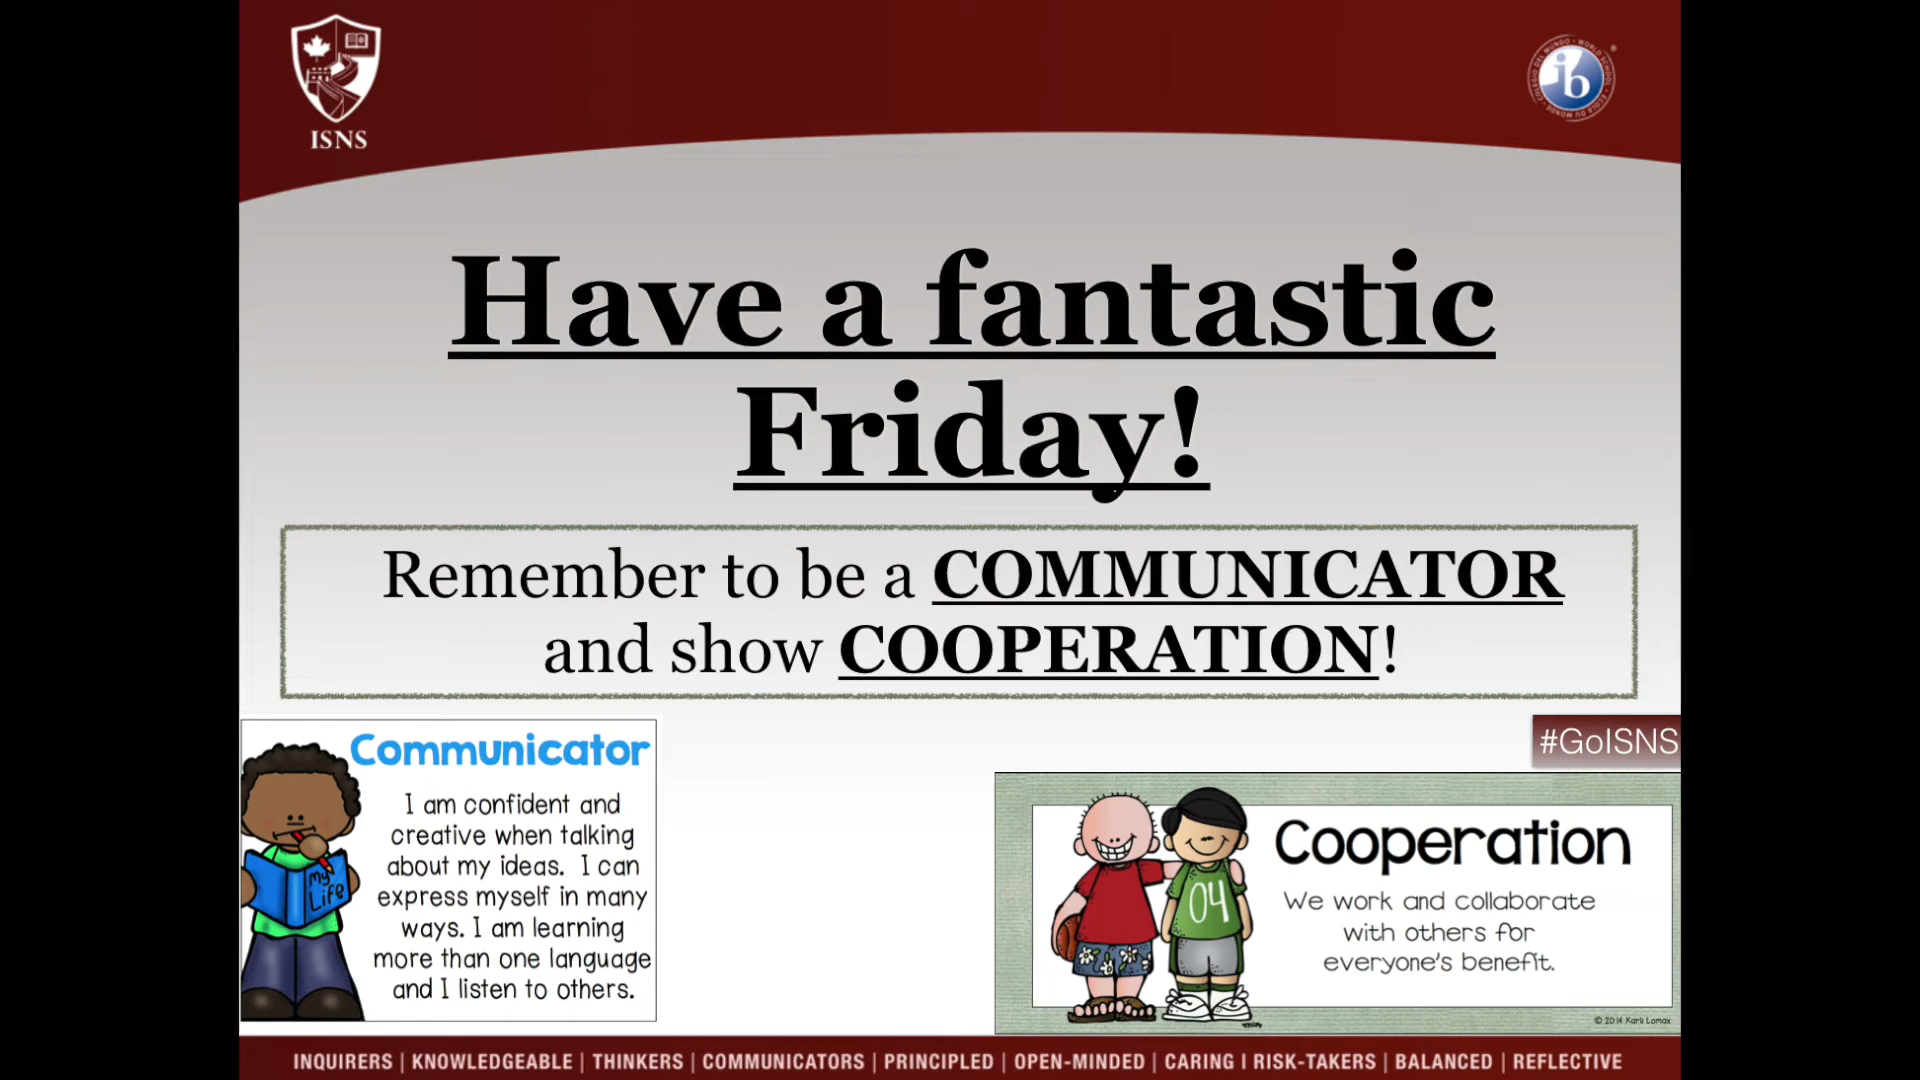 ISNS
ib
Have a fantastic
Friday!
Remember to be a COMMUNICATOR
and show COOPERATION!
#GoISNS
Communicator
I am confident and
creative when talking
about my ideas. I can
express myself in many
ways. I am learning
more than one language
and I listen to others.
My
Life
04
Cooperation
We work and collaborate
with others for
everyone's benefit.
© 2014 Karli Lomax
INQUIRERS | KNOWLEDGEABLE | THINKERS | COMMUNICATORS | PRINCIPLED | OPEN-MINDED | CARING I RISK-TAKERS | BALANCED | REFLECTIVE